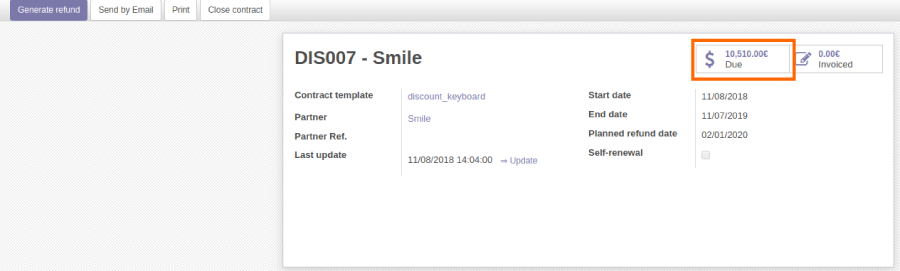 Generate refund Send by Email Print Close contract
DIS007 - Smile
10,510.00€ 0.00€
Due Invoiced
Contract template discount_keyboard Start date 11/08/2018
Partner Smile End date 11/07/2019
Partner Ref. Planned refund date 02/01/2020
Last update 11/08/2018 14:04:00 ⇒ Update Self-renewal